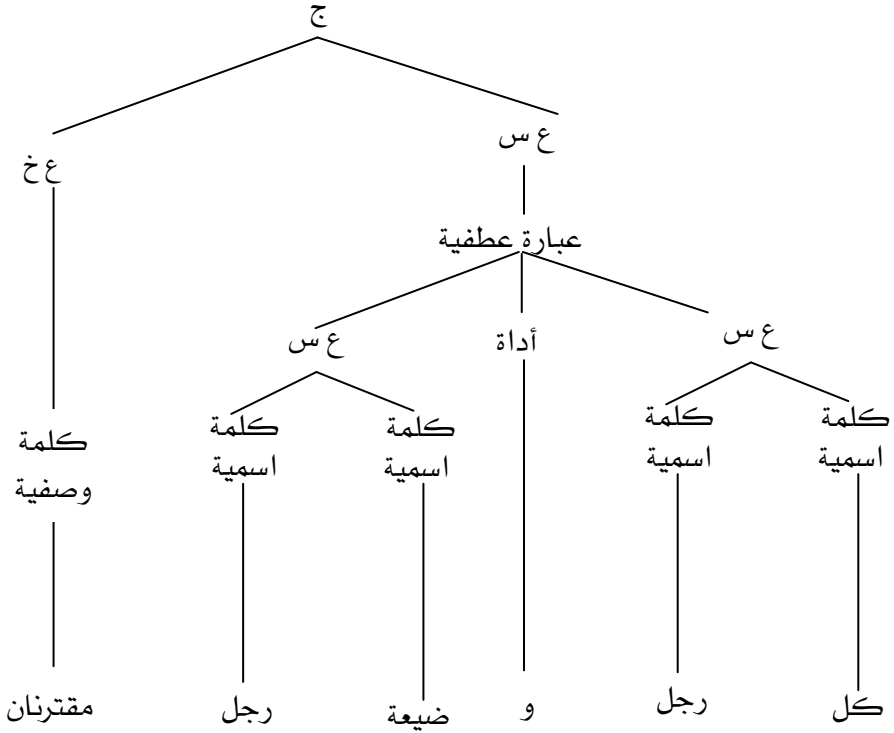 ج
ع س
ع خ
عبارة عطفية
ع س
أداة
ع س
كلمة
اسمية
كلمة
اسمية
كلمة
اسمية
كلمة
اسمية
كلمة
وصفية
كل
رجل
و
ضيعة
رجل
مقترنان